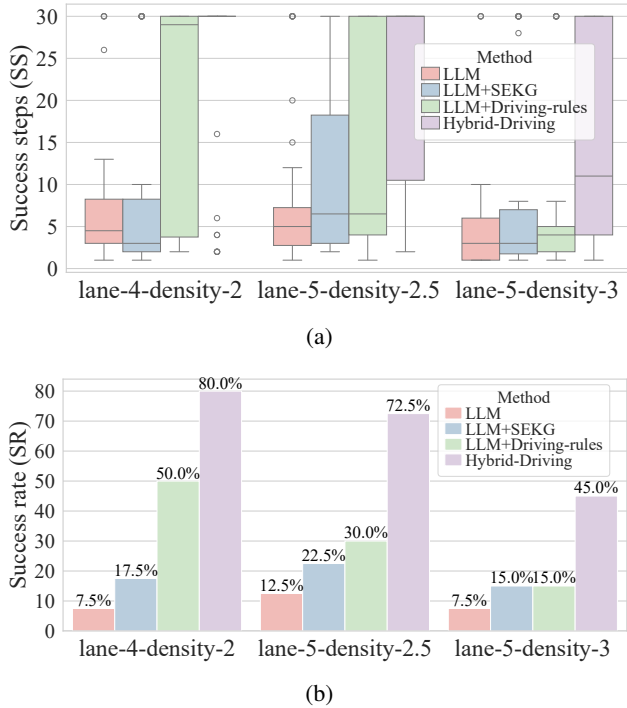 Success steps (SS)
30
25
20
15
10
5
0
Method
LLM
LLM+SEKG
LLM+Driving-rules
Hybrid-Driving
lane-4-density-2
lane-5-density-2.5
lane-5-density-3
(a)
Success rate (SR)
80
70
60
50
40
30
20
10
0
7.5%
17.5%
50.0%
80.0%
12.5%
22.5%
30.0%
72.5%
7.5%
15.0%
15.0%
45.0%
Method
LLM
LLM+SEKG
LLM+Driving-rules
Hybrid-Driving
lane-4-density-2
lane-5-density-2.5
lane-5-density-3
(b)